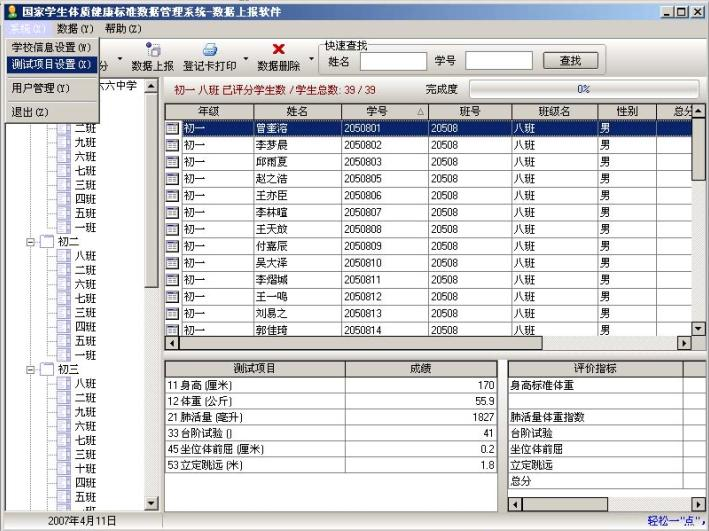 国家学生体质健康标准数据管理系统-数据上报软件
系统(X) 数据(Y) 帮助(Z)
学校信息设置(W)
测试项目设置(X)
用户管理(Y)
退出(Z)
分 数据上报 登记卡打印 数据删除
快速查找
姓名 学号 查找
六六中学
初一 八班 已评分学生数 / 学生总数: 39 / 39 完成度 0%
年级 姓名 学号 班号 班级名 性别 总分
初一 2050801 20508 八班 男
初一 李梦晨 2050802 20508 八班 男
初一 邱雨夏 2050803 20508 八班 男
初一 赵之浩 2050805 20508 八班 男
初一 王亦臣 2050806 20508 八班 男
初一 李林暄 2050807 20508 八班 男
初一 王天放 2050808 20508 八班 男
初一 付嘉辰 2050809 20508 八班 男
初一 吴大泽 2050810 20508 八班 男
初一 李熠城 2050811 20508 八班 男
初一 王一鸣 2050812 20508 八班 男
初一 刘易之 2050813 20508 八班 男
初一 郭佳琦 2050814 20508 八班 男
二班
九班
六班
七班
三班
四班
五班
一班
初二
八班
二班
六班
七班
三班
四班
五班
一班
初三
八班
二班
九班
六班
七班
三班
十班
四班
五班
测试项目 成绩
11 身高 (厘米) 170
12 体重 (公斤) 55.9
21 肺活量 (毫升) 1827
33 台阶试验 () 41
45 坐位体前屈 (厘米) 0.2
53 立定跳远 (米) 1.8
评价指标
身高标准体重
肺活量体重指数
台阶试验
坐位体前屈
立定跳远
总分
2007年4月11日
轻松一"点",